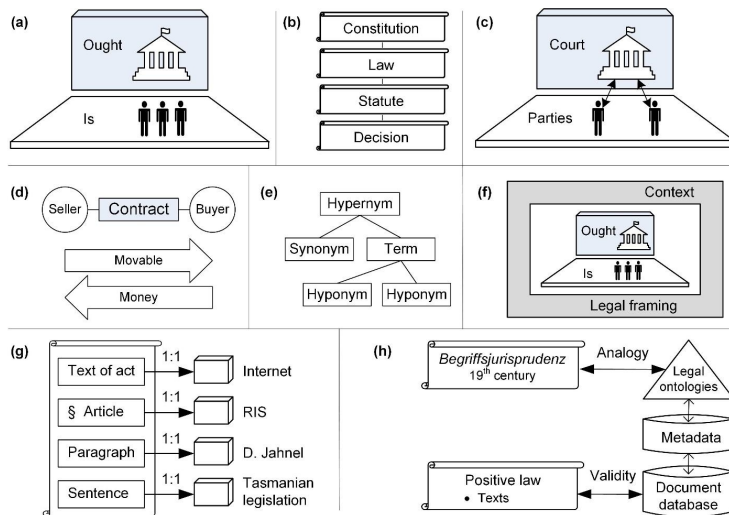 (a)
Ought
Is
(b)
Constitution
Law
Statute
Decision
(c)
Court
Parties
(d)
Seller
Contract
Buyer
Movable
Money
(e)
Hypernym
Synonym
Term
Hyponym
Hyponym
(f)
Context
Ought
Is
Legal framing
(g)
Text of act
1:1
Internet
§ Article
1:1
RIS
Paragraph
1:1
D. Jahnel
Sentence
1:1
Tasmanian
legislation
(h)
Begriffsjurisprudenz
19th century
Analogy
Legal
ontologies
Metadata
Positive law
• Texts
Validity
Document
database